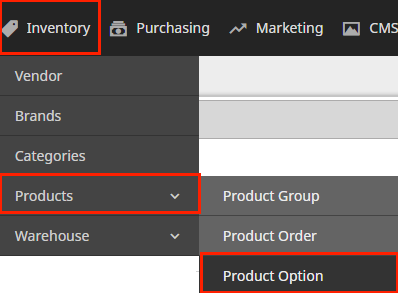 Inventory Purchasing Marketing CMS
Vendor
Brands
Categories
Products
Product Group
Warehouse
Product Order
Product Option